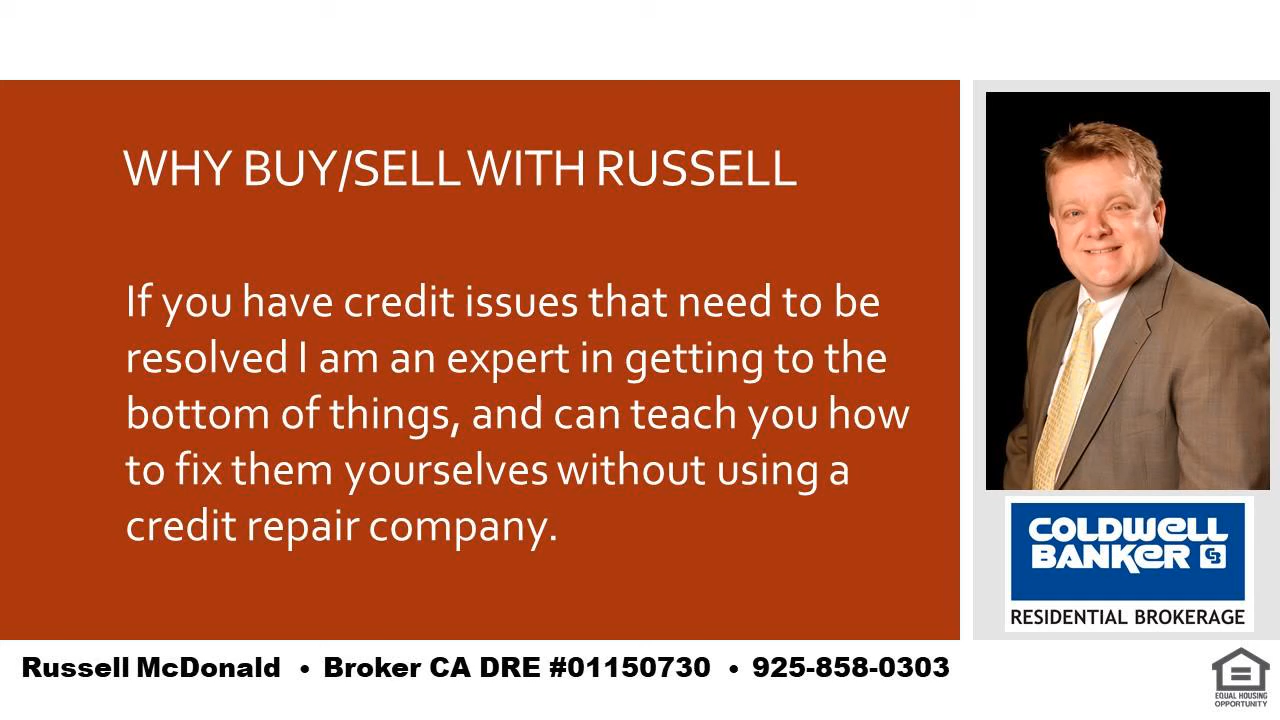 WHY BUY/SELL WITH RUSSELL
If you have credit issues that need to be
resolved I am an expert in getting to the
bottom of things, and can teach you how
to fix them yourselves without using a
credit repair company.
COLDWELL
BANKER CB
RESIDENTIAL BROKERAGE
Russell McDonald • Broker CA DRE #01150730 • 925-858-0303
EQUAL HOUSING
OPPORTUNITY